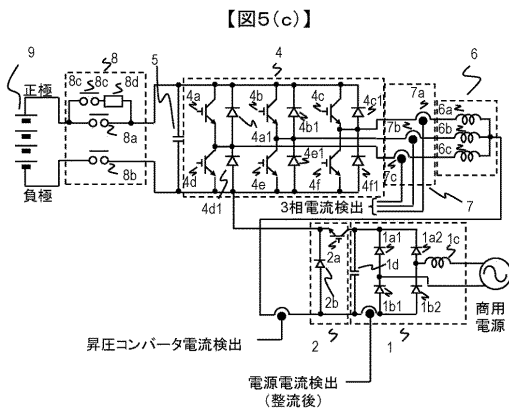 【図5(c)】
9
8
8c
8c
8d
5
4
6
正極
4a
4b
4c
4c1
7a
6a
8a
4a1
4b1
7b
6b
6c
8b
4d
4e1
7c
負極
4e
4f
4f1
4d1
3相電流検出
7
2a
1a1
1a2
1c
1d
2b
1b1
1b2
商用
電源
昇圧コンバータ電流検出
2
1
電源電流検出
(整流後)